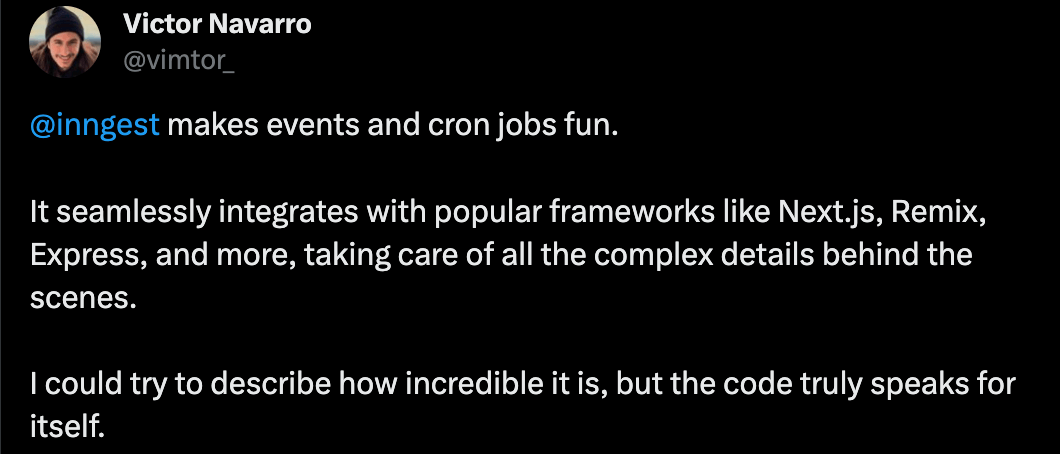 Victor Navarro
@vimtor_
@inngest makes events and cron jobs fun.
It seamlessly integrates with popular frameworks like Next.js, Remix,
Express, and more, taking care of all the complex details behind the
scenes.
I could try to describe how incredible it is, but the code truly speaks for
itself.